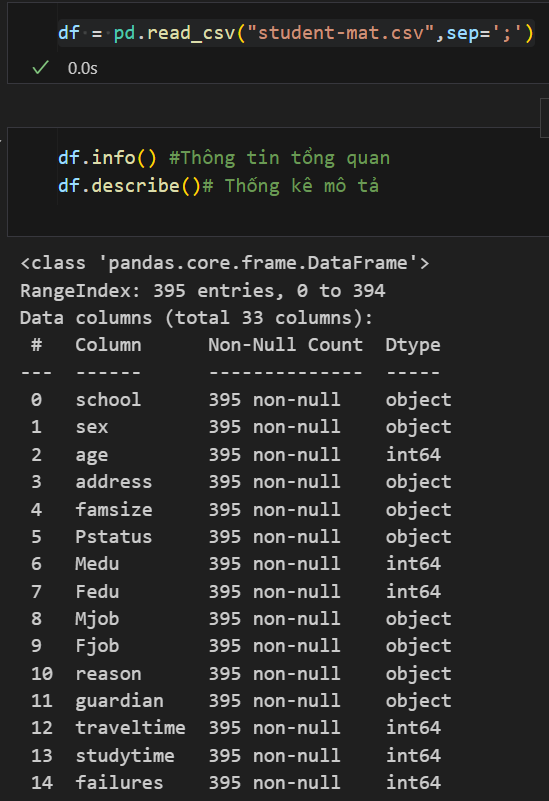 df = pd.read_csv("student-mat.csv",sep=';')
0.0s
df.info() #Thông tin tổng quan
df.describe()# Thống kê mô tả
<class 'pandas.core.frame.DataFrame'>
RangeIndex: 395 entries, 0 to 394
Data columns (total 33 columns):
 #   Column      Non-Null Count  Dtype
---  ------      --------------  -----
 0   school      395 non-null    object
 1   sex         395 non-null    object
 2   age         395 non-null    int64
 3   address     395 non-null    object
 4   famsize     395 non-null    object
 5   Pstatus     395 non-null    object
 6   Medu        395 non-null    int64
 7   Fedu        395 non-null    int64
 8   Mjob        395 non-null    object
 9   Fjob        395 non-null    object
 10  reason      395 non-null    object
 11  guardian    395 non-null    object
 12  traveltime  395 non-null    int64
 13  studytime   395 non-null    int64
 14  failures    395 non-null    int64